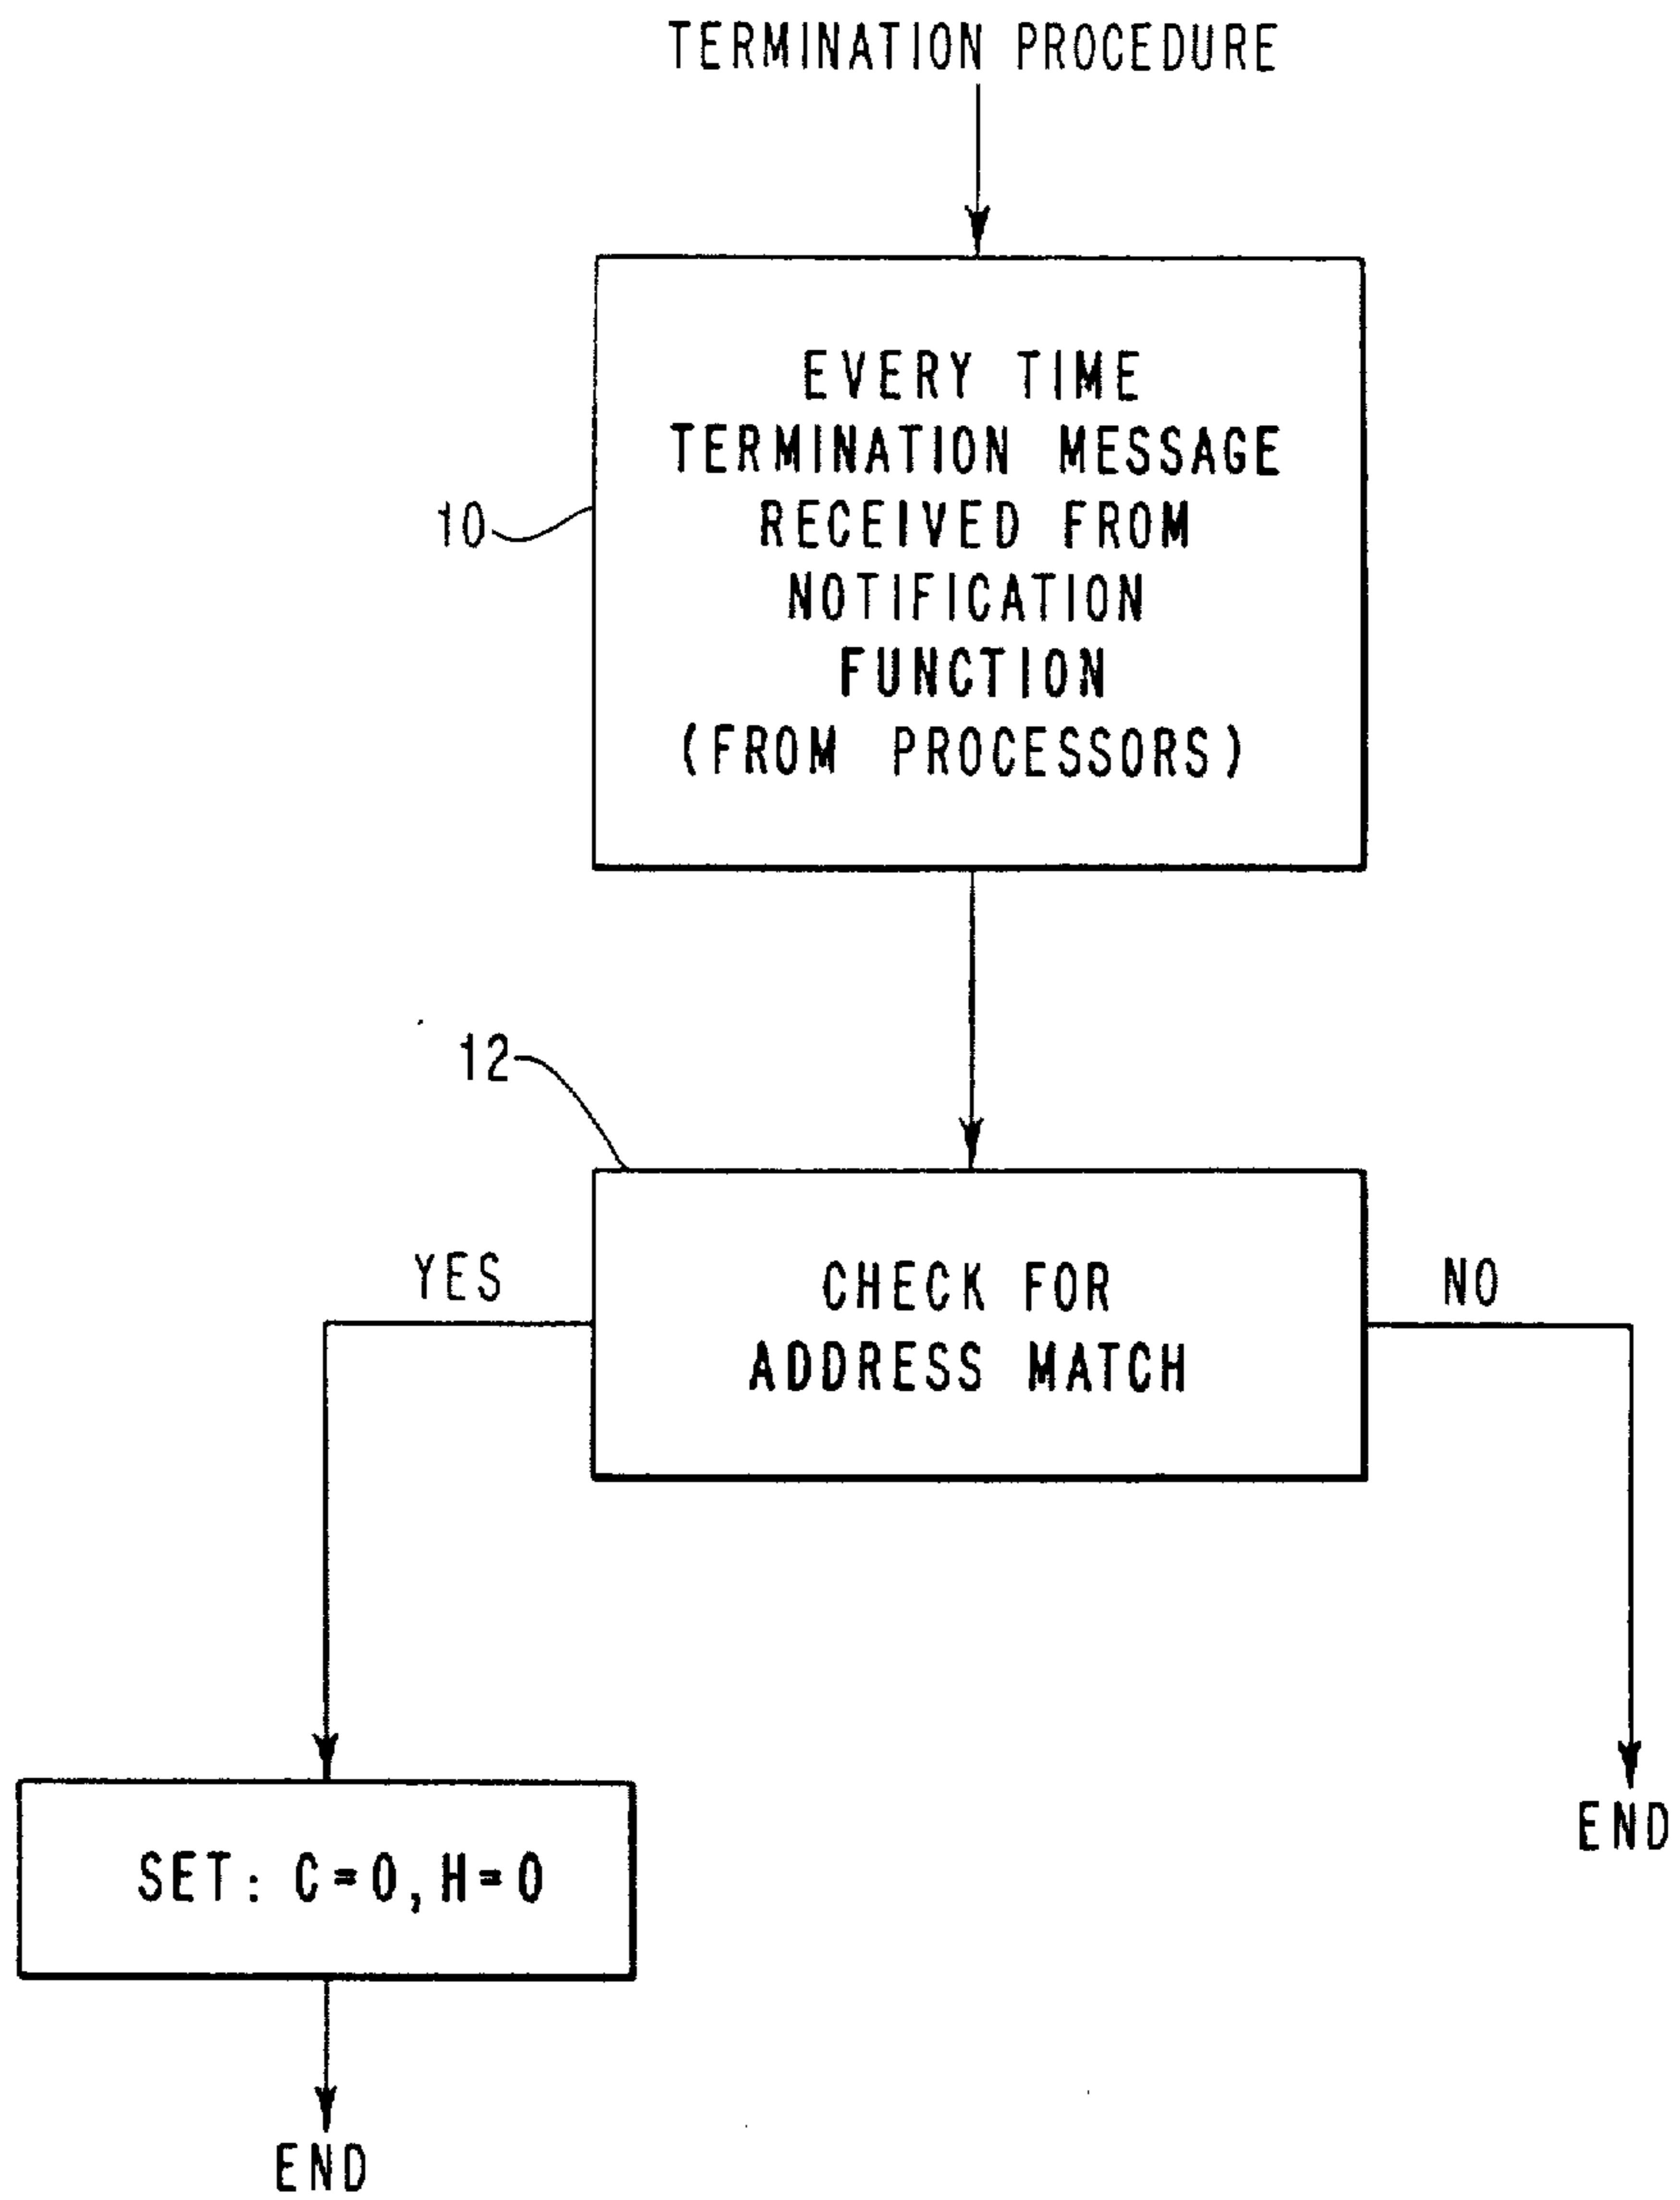 TERMINATION PROCEDURE
EVERY TIME
TERMINATION MESSAGE
RECEIVED FROM
NOTIFICATION
FUNCTION
(FROM PROCESSORS)
10
12
YES
CHECK FOR
ADDRESS MATCH
NO
SET: C=0, H=0
END
END